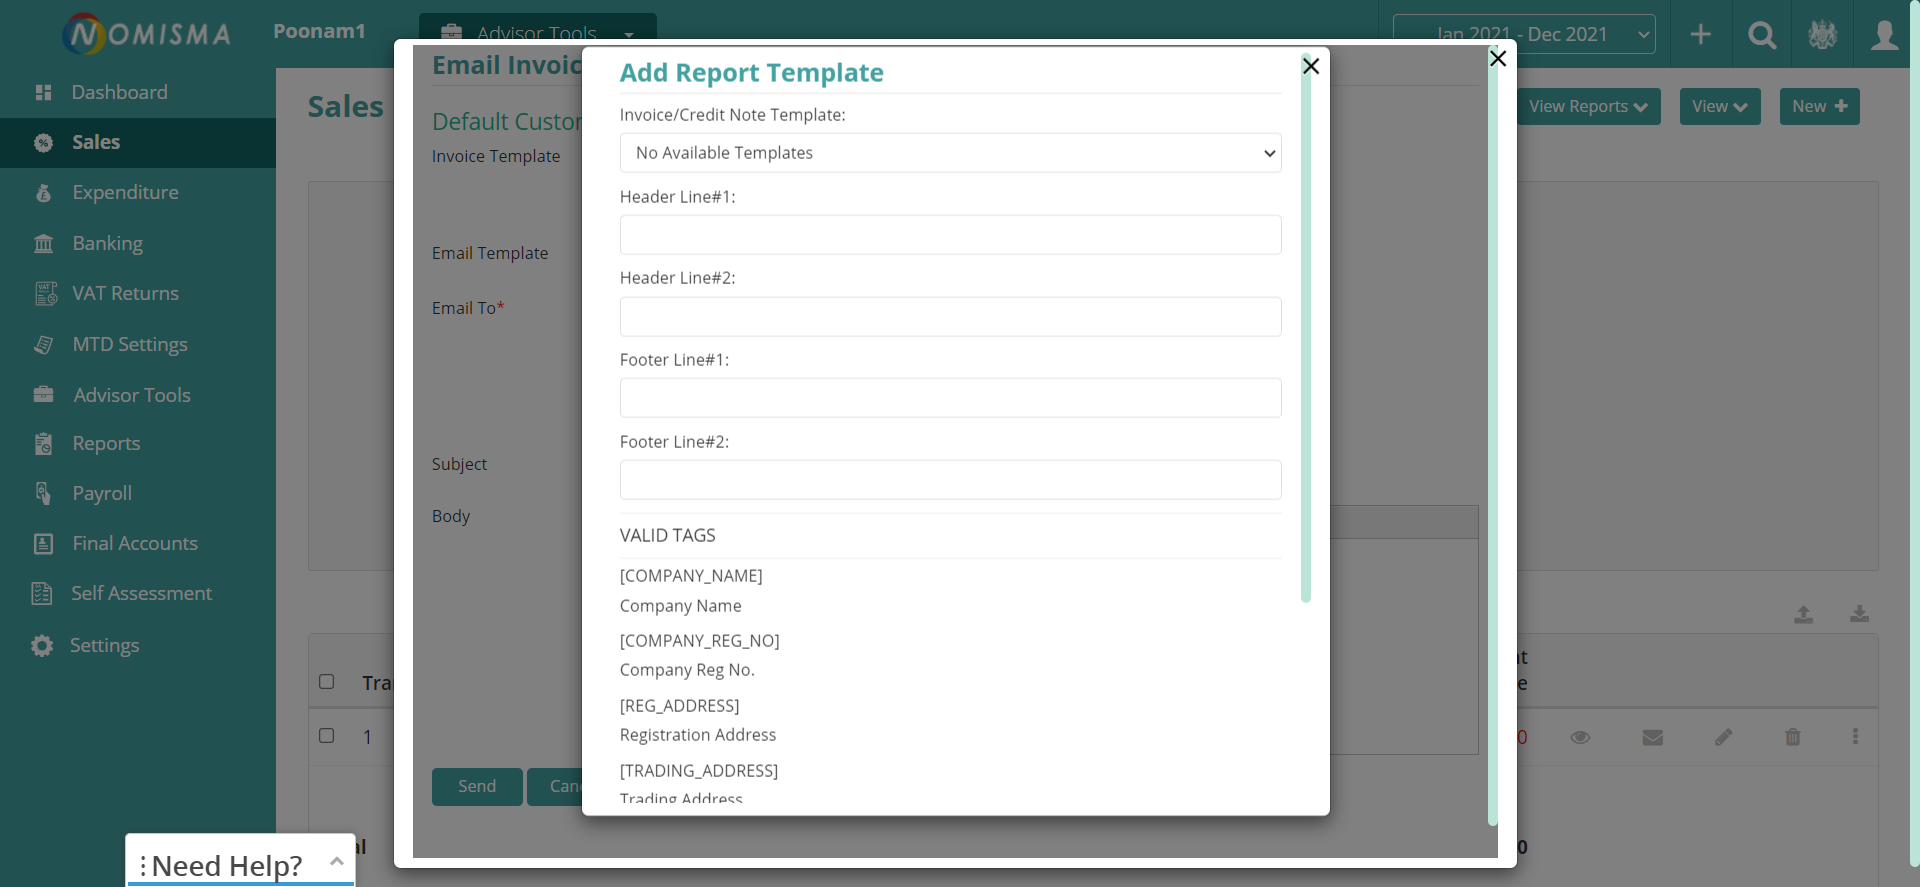 NOMISMA
Poonam1
Advisor Tools
Jan 2021 - Dec 2021
Dashboard
Sales
Expenditure
Banking
VAT Returns
MTD Settings
Advisor Tools
Reports
Payroll
Final Accounts
Self Assessment
Settings
Sales
View Reports
View
New
Email Invoic
Default Custor
Invoice Template
Email Template
Email To*
Subject
Body
Send
Canc
Add Report Template
Invoice/Credit Note Template:
No Available Templates
Header Line#1:
Header Line#2:
Footer Line#1:
Footer Line#2:
VALID TAGS
[COMPANY_NAME]
Company Name
[COMPANY_REG_NO]
Company Reg No.
[REG_ADDRESS]
Registration Address
[TRADING_ADDRESS]
Trading Address
Tra
1
0
0
Need Help?